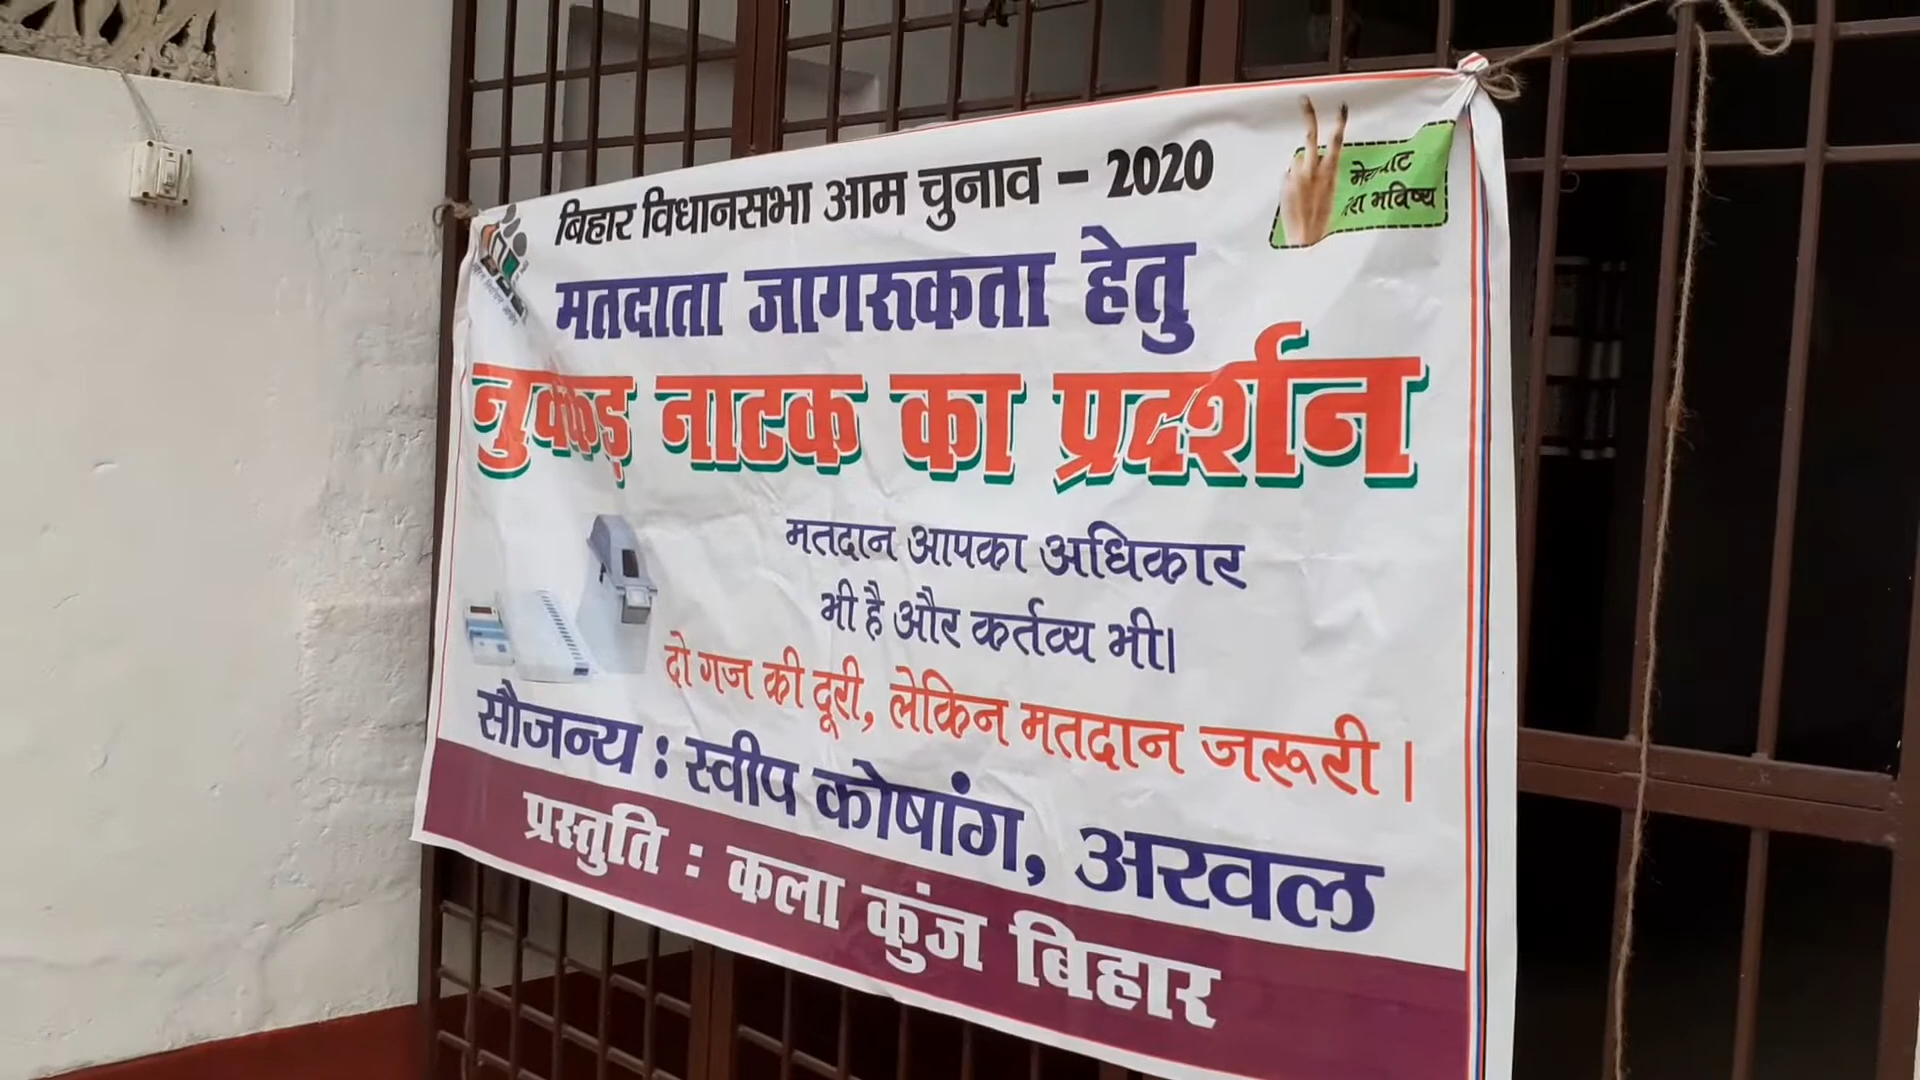 बिहार विधानसभा आम चुनाव - 2020
मतदाता जागरुकता हेतु
नुक्कड़ नाटक का प्रदर्शन
मतदान आपका अधिकार
भी है और कर्तव्य भी।
दो गज की दूरी, लेकिन मतदान जरूरी।
सौजन्य : स्वीप कोषांग, अरवल
प्रस्तुति : कला कुंज बिहार
भविष्य